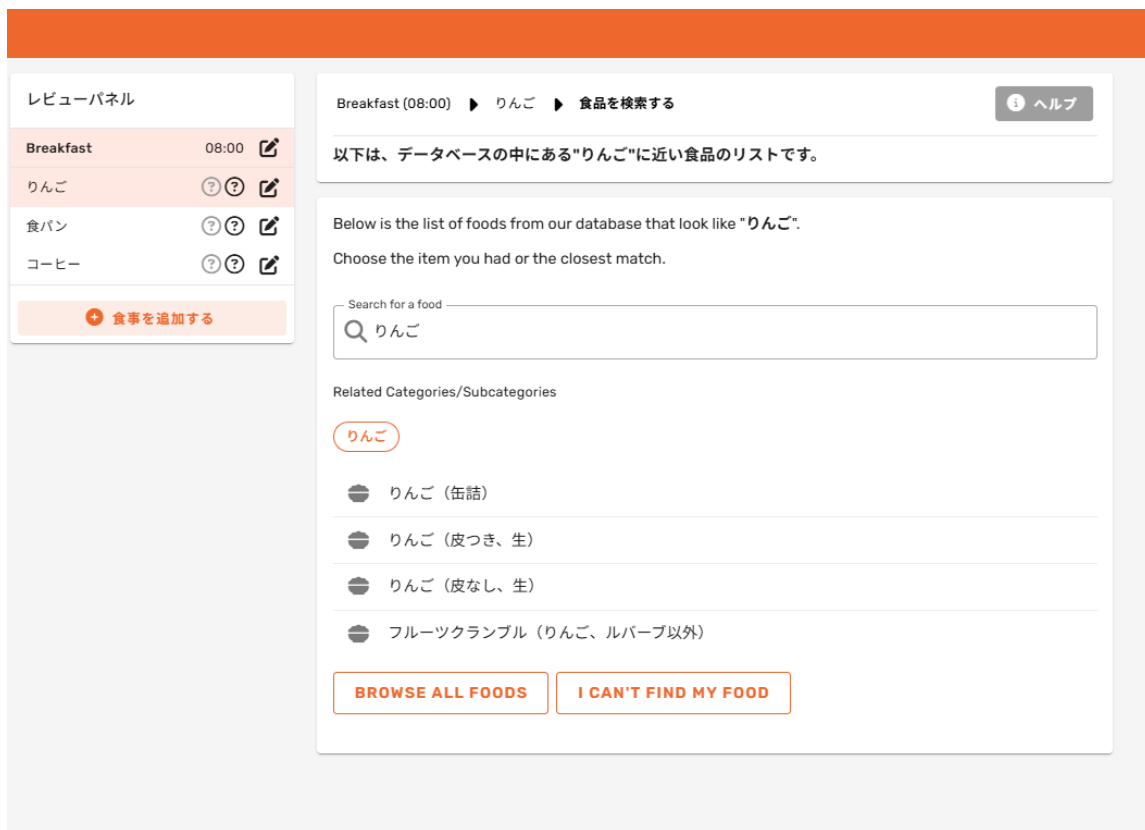 レビューパネル
Breakfast 08:00
りんご
食パン
コーヒー
食事を追加する
Breakfast (08:00) りんご 食品を検索する
ヘルプ
以下は、データベースの中にある"りんご"に近い食品のリストです。
Below is the list of foods from our database that look like "りんご".
Choose the item you had or the closest match.
Search for a food
りんご
Related Categories/Subcategories
りんご
りんご（缶詰）
りんご（皮つき、生）
りんご（皮なし、生）
フルーツクランブル（りんご、ルバーブ以外）
BROWSE ALL FOODS I CAN'T FIND MY FOOD